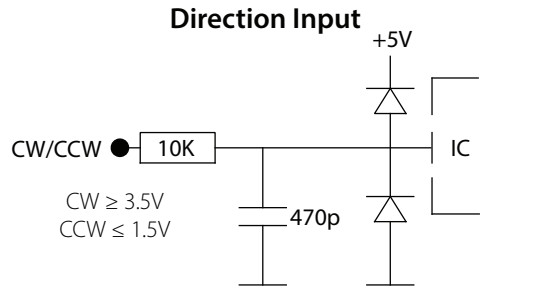 Direction Input
+5V
CW/CCW
10K
IC
CW ≥ 3.5V
CCW ≤ 1.5V
470p